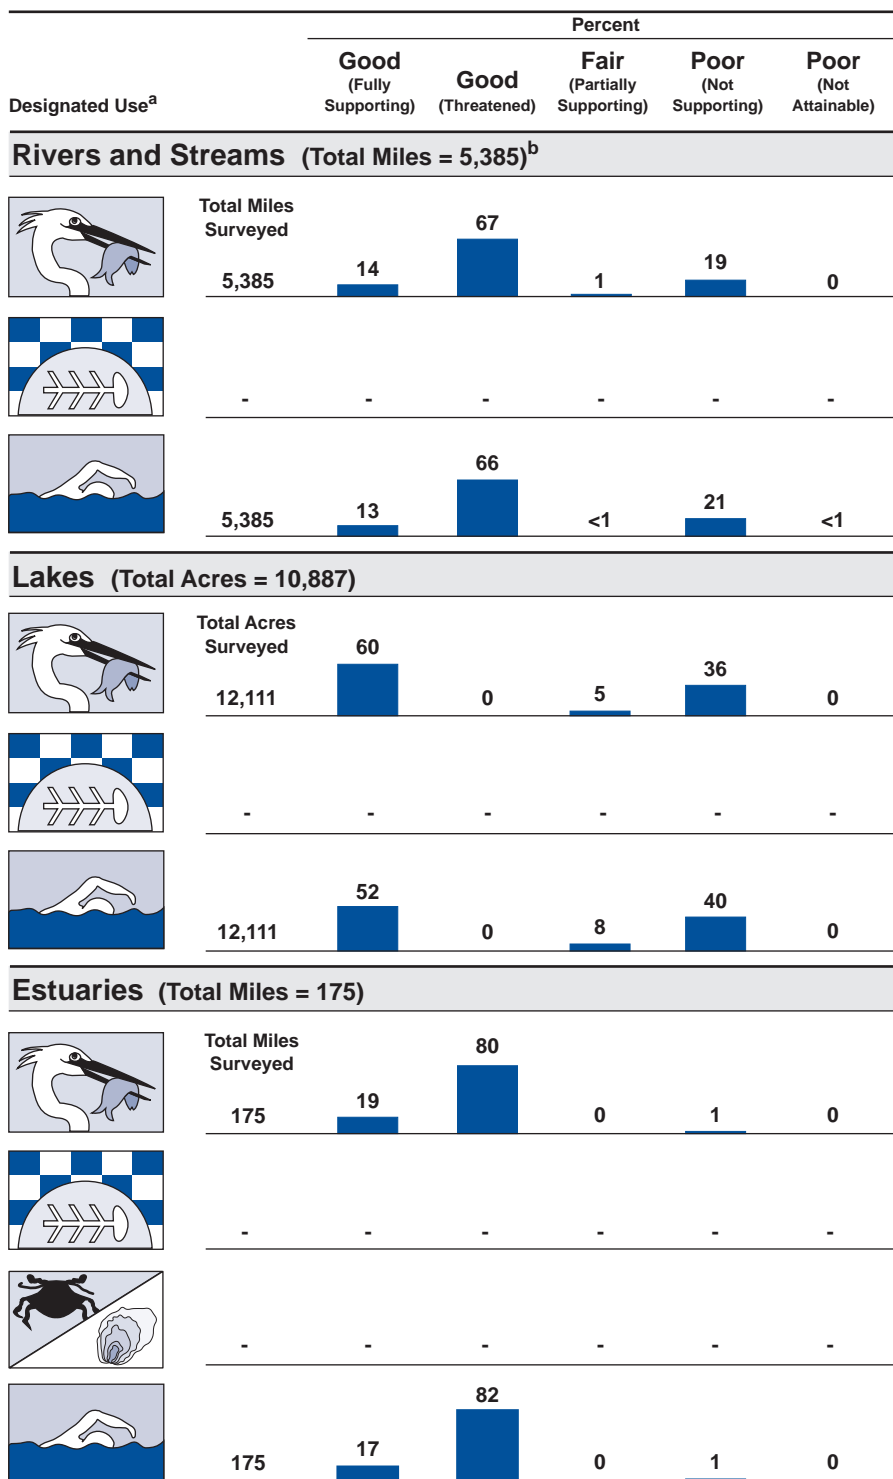 Percent
Designated Use^a
Good (Fully Supporting)
Good (Threatened)
Fair (Partially Supporting)
Poor (Not Supporting)
Poor (Not Attainable)
Rivers and Streams (Total Miles = 5,385)^b
Total Miles Surveyed
5,385 14 67 1 19 0
- - - - - -
5,385 13 66 <1 21 <1
Lakes (Total Acres = 10,887)
Total Acres Surveyed
12,111 60 0 5 36 0
- - - - - -
12,111 52 0 8 40 0
Estuaries (Total Miles = 175)
Total Miles Surveyed
175 19 80 0 1 0
- - - - - -
- - - - - -
175 17 82 0 1 0